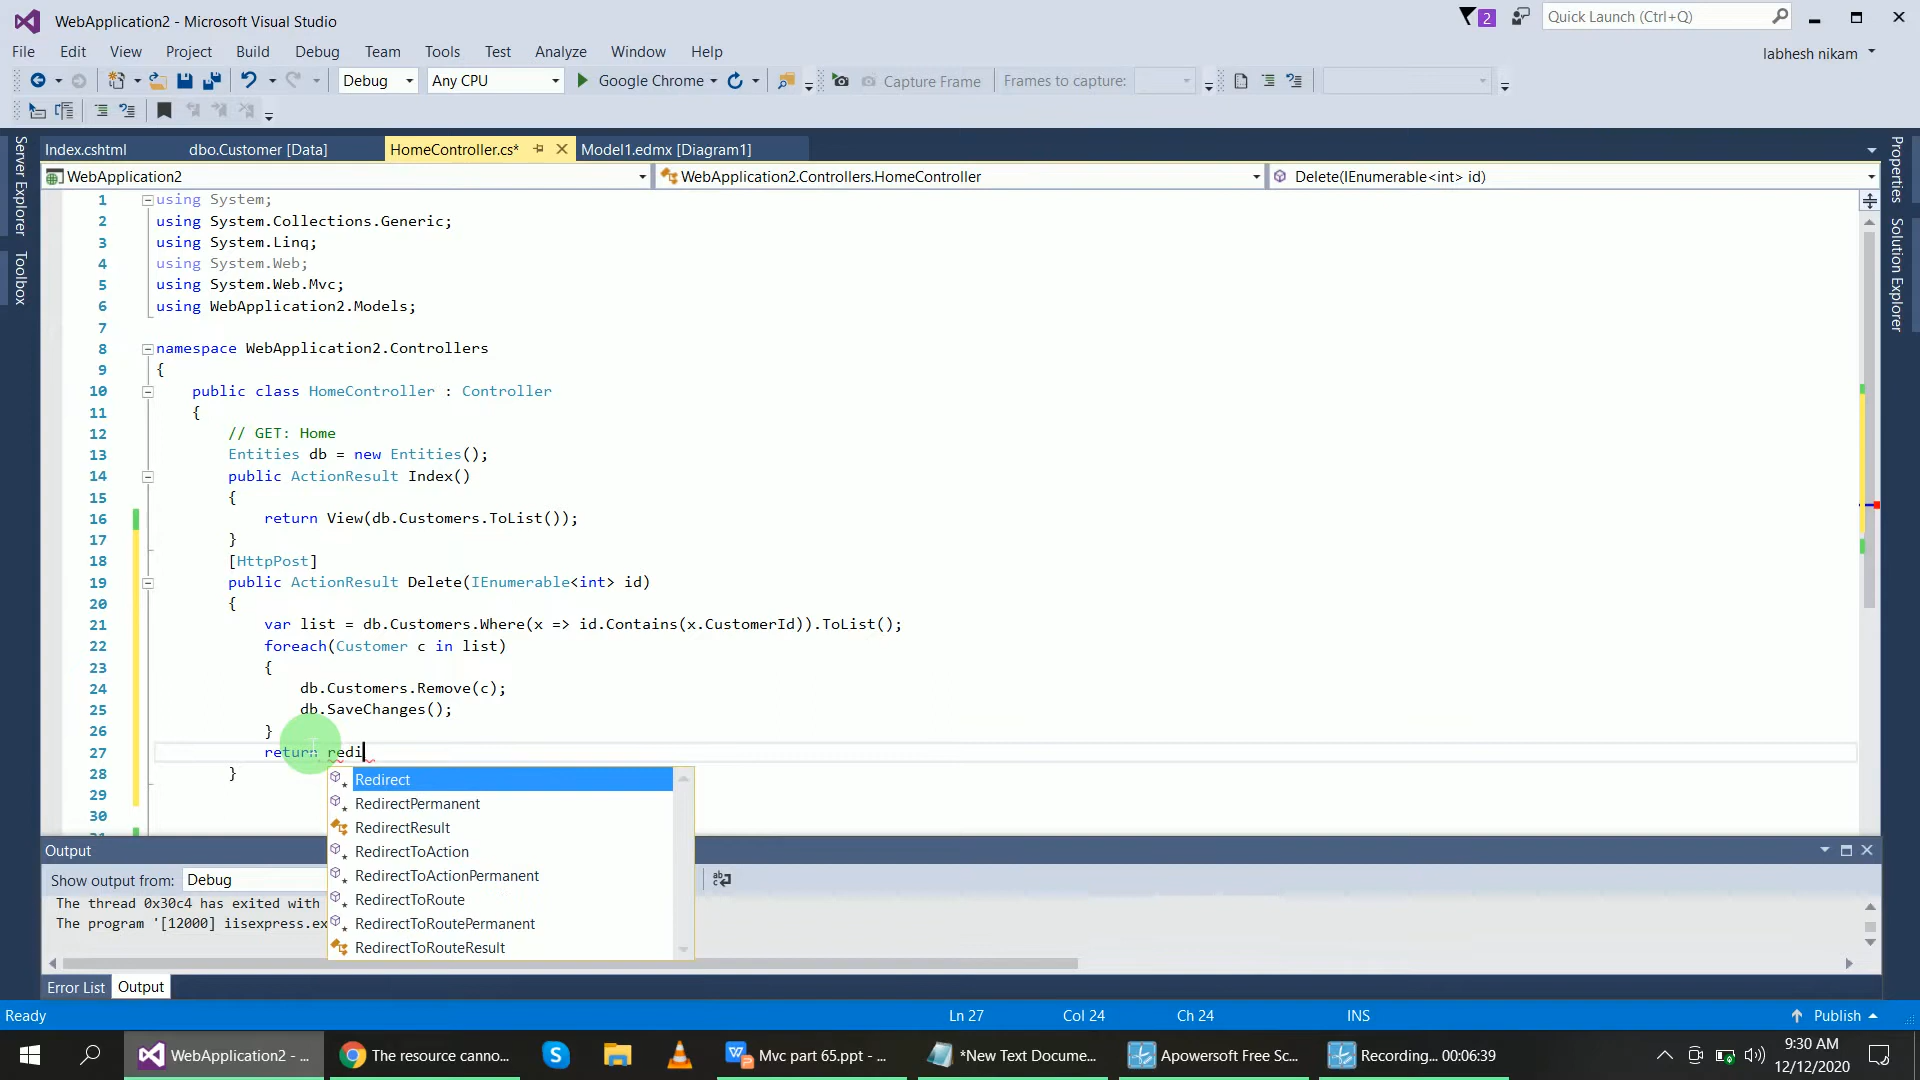 WebApplication2 - Microsoft Visual Studio
2
Quick Launch (Ctrl+Q)
File Edit View Project Build Debug Team Tools Test Analyze Window Help
labhesh nikam
Debug Any CPU Google Chrome Capture Frame Frames to capture:
Server Explorer
Toolbox
Index.cshtml dbo.Customer [Data] HomeController.cs* Model1.edmx [Diagram1]
WebApplication2 WebApplication2.Controllers.HomeController Delete(IEnumerable<int> id)
Properties
Solution Explorer
1 using System;
2 using System.Collections.Generic;
3 using System.Linq;
4 using System.Web;
5 using System.Web.Mvc;
6 using WebApplication2.Models;
7
8 namespace WebApplication2.Controllers
9 {
10 public class HomeController : Controller
11 {
12 // GET: Home
13 Entities db = new Entities();
14 public ActionResult Index()
15 {
16 return View(db.Customers.ToList());
17 }
18 [HttpPost]
19 public ActionResult Delete(IEnumerable<int> id)
20 {
21 var list = db.Customers.Where(x => id.Contains(x.CustomerId)).ToList();
22 foreach(Customer c in list)
23 {
24 db.Customers.Remove(c);
25 db.SaveChanges();
26 }
27 return redi
28 }
29
30
Redirect
RedirectPermanent
RedirectResult
RedirectToAction
RedirectToActionPermanent
RedirectToRoute
RedirectToRoutePermanent
RedirectToRouteResult
Output
Show output from: Debug
The thread 0x30c4 has exited with
The program '[12000] iisexpress.ex
Error List Output
Ready Ln 27 Col 24 Ch 24 INS Publish
WebApplication2 - ... The resource canno... Mvc part 65.ppt - ... *New Text Docume... Apowersoft Free Sc... Recording... 00:06:39
9:30 AM
12/12/2020